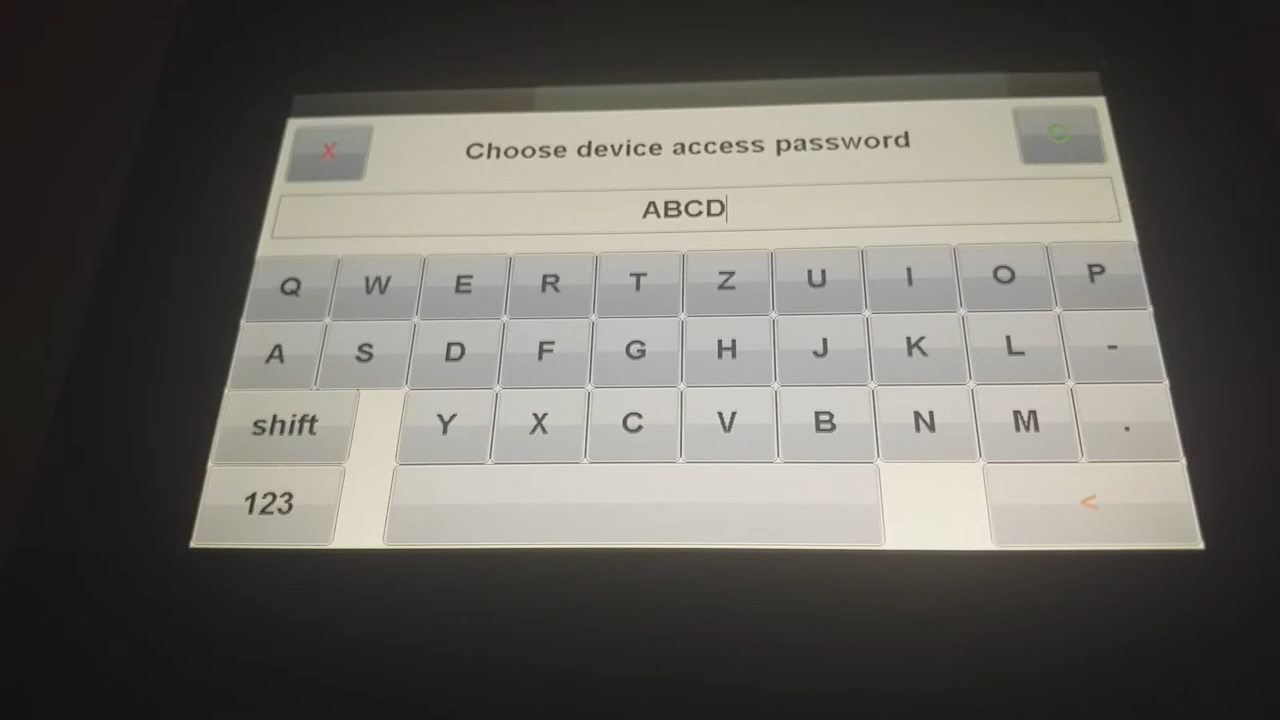 X Choose device access password O
ABCD
Q W E R T Z U I O P
A S D F G H J K L -
shift Y X C V B N M .
123 <